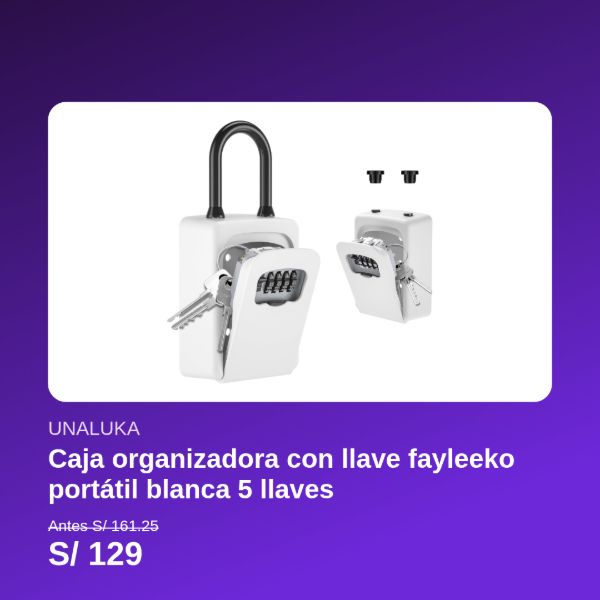 UNALUKA
Caja organizadora con llave fayleeko
portátil blanca 5 llaves
Antes S/ 161.25
S/ 129